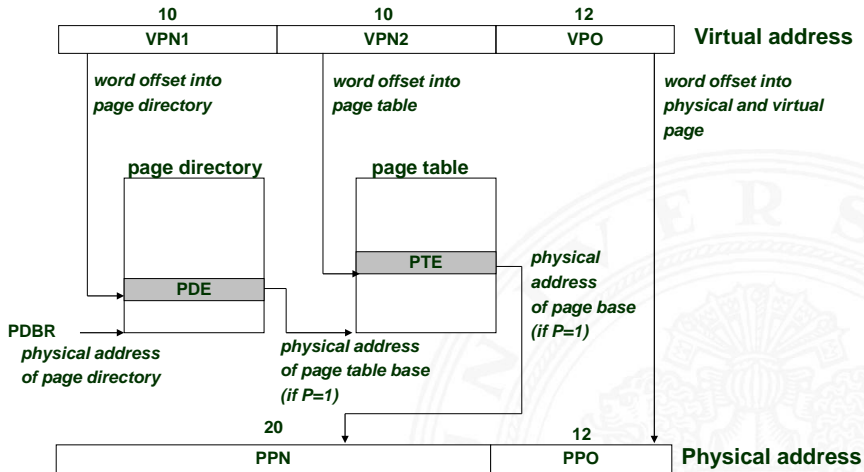 10 10 12
VPN1 VPN2 VPO Virtual address
word offset into
page directory
word offset into
page table
word offset into
physical and virtual
page
page directory
page table
PDE
PTE
physical
address
of page base
(if P=1)
PDBR
physical address
of page directory
physical address
of page table base
(if P=1)
20 12
PPN PPO Physical address